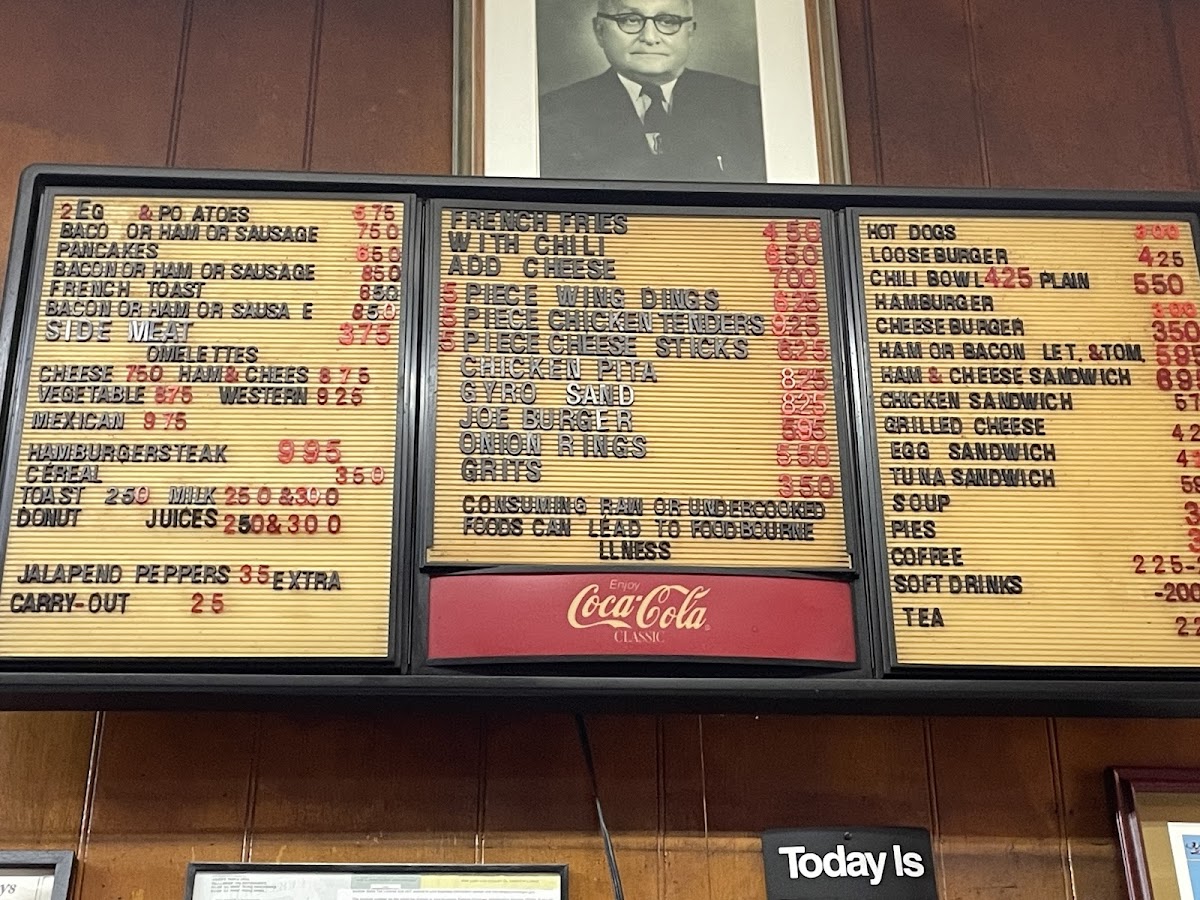 2 EG & PO ATOES 575
BACO OR HAM OR SAUSAGE 750
PANCAKES 650
BACON OR HAM OR SAUSAGE 850
FRENCH TOAST 650
BACON OR HAM OR SAUSA E 850
SIDE MEAT 375
OMELETTES
CHEESE 750 HAM & CHEES 875
VEGETABLE 875 WESTERN 925
MEXICAN 975
HAMBURGERSTEAK 995
CEREAL 350
TOAST 250 MILK 250 & 300
DONUT JUICES 250 & 300
JALAPENO PEPPERS 35 EXTRA
CARRY-OUT 25
FRENCH FRIES 450
WITH CHILI 650
ADD CHEESE 700
5 PIECE WING DINGS
5 PIECE CHICKEN TENDERS 925
5 PIECE CHEESE STICKS 625
CHICKEN PITA 825
GYRO SAND 825
JOE BURGER 595
ONION RINGS 550
GRITS 350
CONSUMING RAW OR UNDERCOOKED
FOODS CAN LEAD TO FOODBOURNE
LLNESS
Enjoy
Coca-Cola
CLASSIC
HOT DOGS
LOOSEBURGER 425
CHILI BOWL 425 PLAIN 550
HAMBURGER
CHEESEBURGER 350
HAM OR BACON LET. & TOM.
HAM & CHEESE SANDWICH
CHICKEN SANDWICH
GRILLED CHEESE
EGG SANDWICH
TUNA SANDWICH
SOUP
PIES
COFFEE 225-
SOFT DRINKS -200
TEA
Today Is